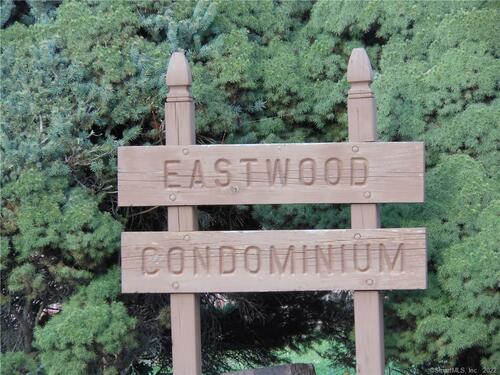 EASTWOOD
CONDOMINIUM
©SmartMLS, Inc. 2022